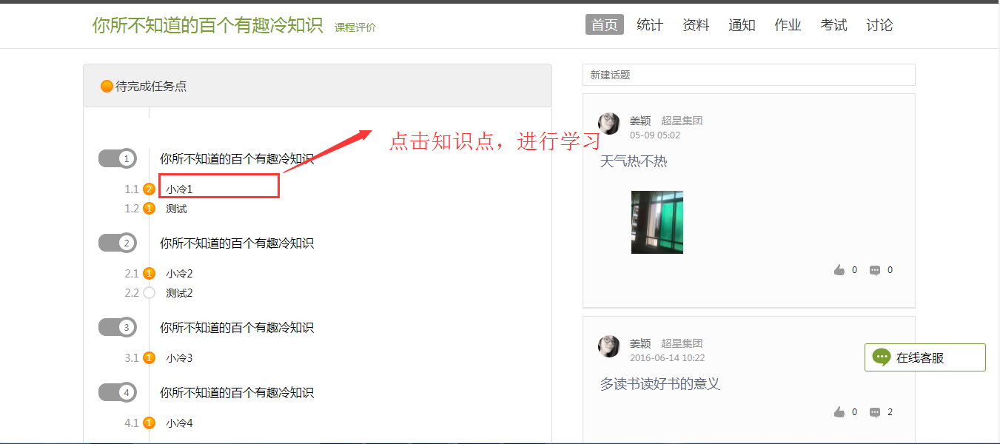 你所不知道的百个有趣冷知识 课程评价
首页 统计 资料 通知 作业 考试 讨论
待完成任务点
1 你所不知道的百个有趣冷知识
1.1 2 小冷1
1.2 1 测试
2 你所不知道的百个有趣冷知识
2.1 1 小冷2
2.2 测试2
3 你所不知道的百个有趣冷知识
3.1 1 小冷3
4 你所不知道的百个有趣冷知识
4.1 1 小冷4
点击知识点，进行学习
新建话题
姜颖 超星集团
05-09 05:02
天气热不热
0 0
姜颖 超星集团
2016-06-14 10:22
多读书读好书的意义
0 2
在线客服